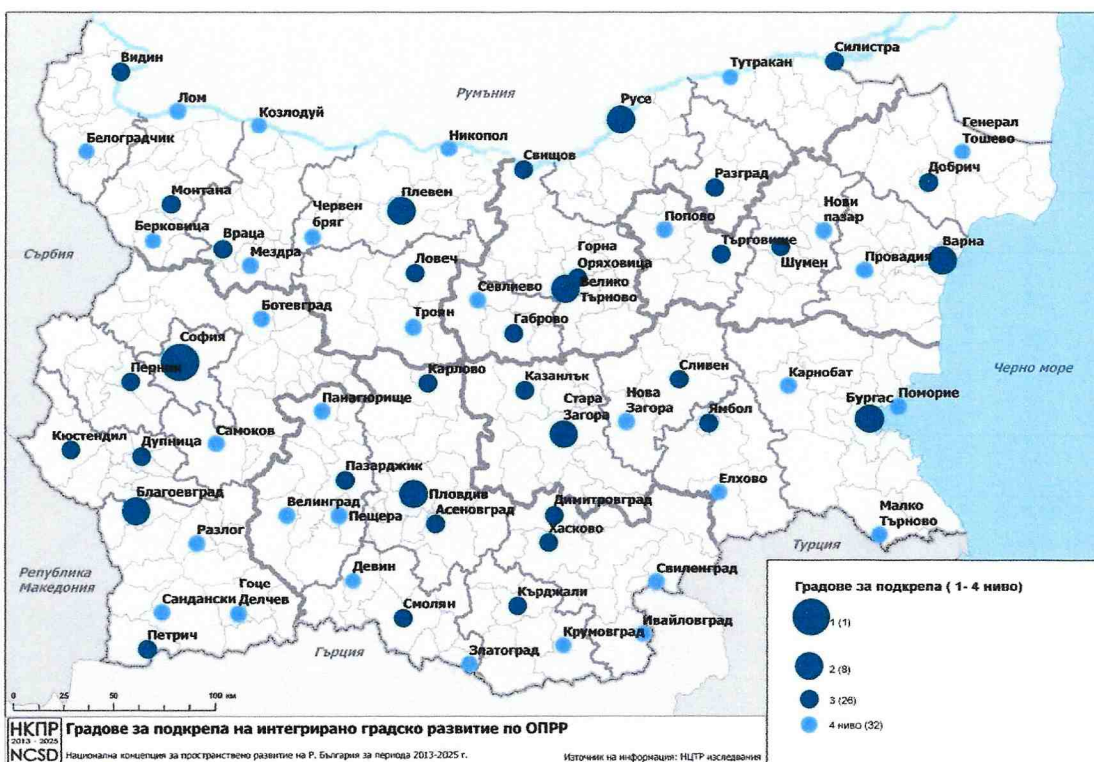 Видин
Силистра
Тутракан
Лом
Румъния
Русе
Козлодуй
Никопол
Генерал
Тошево
Белоградчик
Свищов
Добрич
Монтана
Плевен
Разград
Червен
бряг
Попово
Нови
пазар
Берковица
Враца
Мездра
Сърбия
Ловеч
Горна
Оряховица
Търговище
Шумен
Провадия
Варна
Севлиево
Велико
Търново
Ботевград
Троян
Габрово
София
Перник
Карлово
Казанлък
Сливен
Карнобат
Черно море
Панагюрище
Стара
Загора
Нова
Загора
Ямбол
Бургас
Поморие
Кюстендил
Дупница
Самоков
Пазарджик
Елхово
Благоевград
Велинград
Пещера
Пловдив
Асеновград
Димитровград
Хасково
Малко
Търново
Разлог
Турция
Република
Македония
Девин
Свиленград
Гоце
Делчев
Сандански
Смолян
Кърджали
Ивайловград
Петрич
Гърция
Крумовград
Златоград
Градове за подкрепа ( 1- 4 ниво)
1 (1)
2 (8)
3 (26)
4 ниво (32)
0 25 50 100 км
НКПР
2013 - 2025
NCSD
Градове за подкрепа на интегрирано градско развитие по ОПРР
Национална концепция за пространствено развитие на Р. България за периода 2013-2025 г.
Източник на информация: НЦТР изследвания